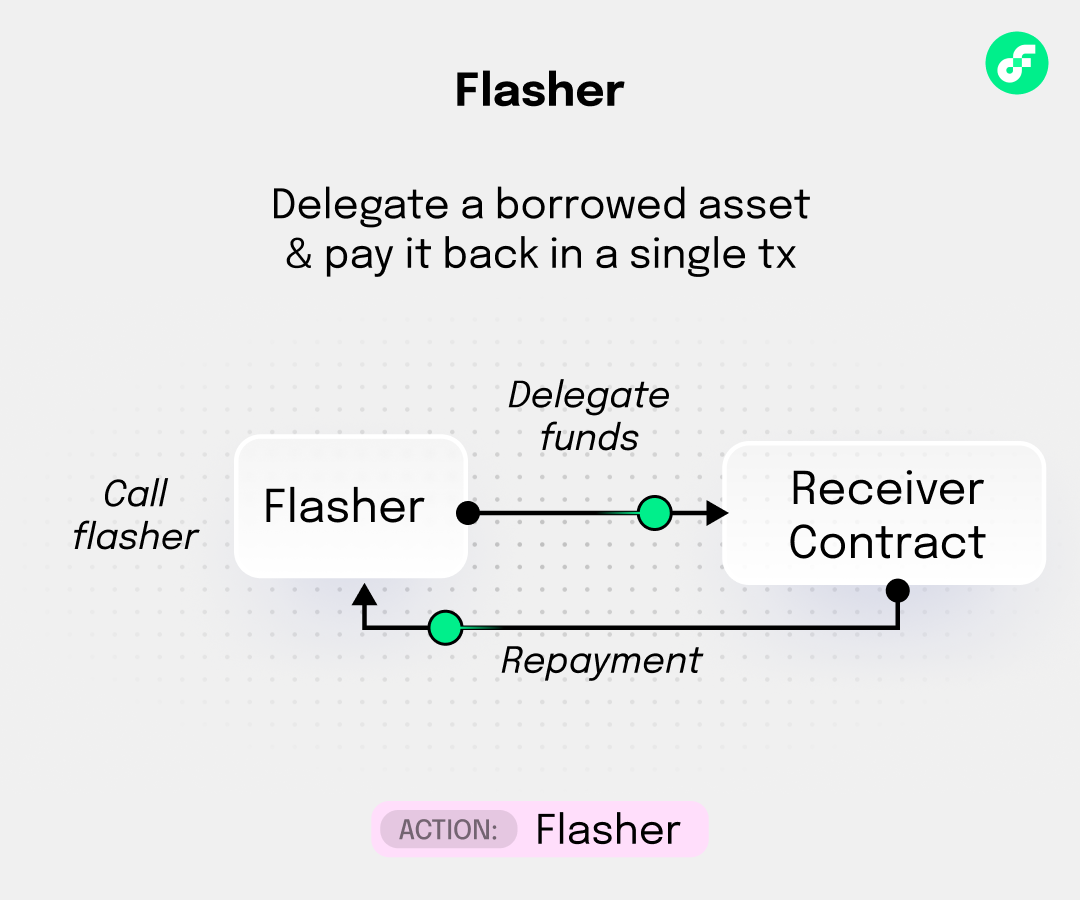 Flasher
Delegate a borrowed asset
& pay it back in a single tx
Delegate
funds
Call
flasher
Flasher
Receiver
Contract
Repayment
ACTION: Flasher